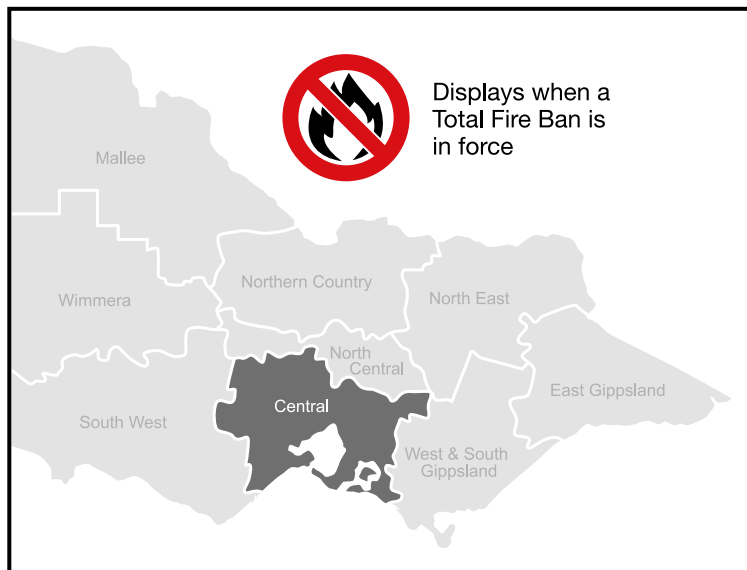 Displays when a
Total Fire Ban is
in force
Mallee
Northern Country
Wimmera
North East
North
Central
East Gippsland
Central
South West
West & South
Gippsland